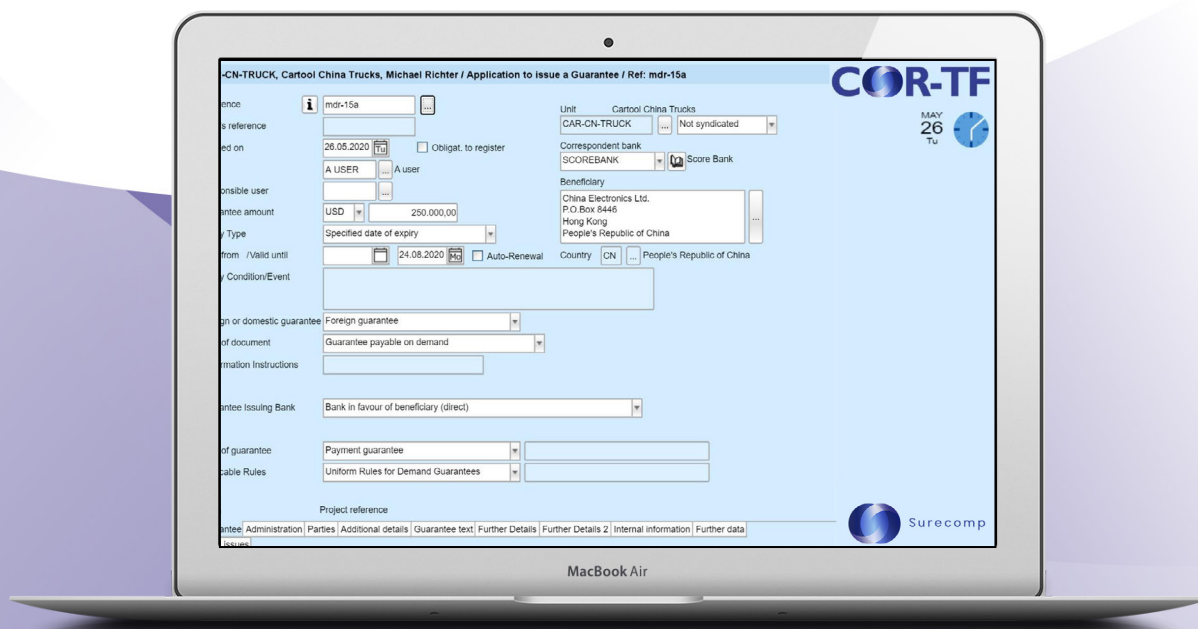 -CN-TRUCK, Cartool China Trucks, Michael Richter / Application to issue a Guarantee / Ref: mdr-15a
COR-TF
MAY
26
Tu
ence i mdr-15a ...
s reference
ed on 26.05.2020 Tu Obligat. to register
A USER ... A user
onsible user ...
antee amount USD 250.000,00
y Type Specified date of expiry
from /Valid until 24.08.2020 Mo Auto-Renewal
y Condition/Event
Unit Cartool China Trucks
CAR-CN-TRUCK ... Not syndicated
Correspondent bank
SCOREBANK Score Bank
Beneficiary
China Electronics Ltd.
P.O.Box 8446
Hong Kong
People's Republic of China
...
Country CN ... People's Republic of China
gn or domestic guarantee Foreign guarantee
of document Guarantee payable on demand
rmation Instructions
antee Issuing Bank Bank in favour of beneficiary (direct)
of guarantee Payment guarantee
cable Rules Uniform Rules for Demand Guarantees
Project reference
antee Administration Parties Additional details Guarantee text Further Details Further Details 2 Internal information Further data
issues
Surecomp
MacBook Air